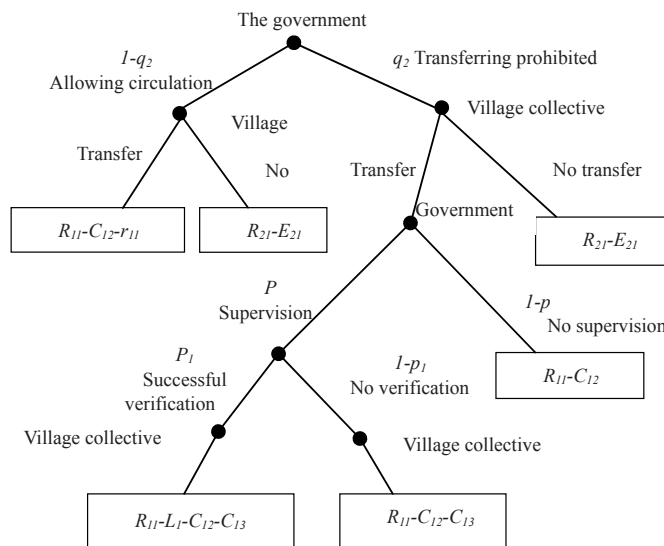 The government
1-q2
Allowing circulation
q2 Transferring prohibited
Village
Village collective
Transfer
No
Transfer
No transfer
R11-C12-r11
R21-E21
Government
R21-E21
P
Supervision
1-p
No supervision
P1
Successful
verification
1-p1
No verification
R11-C12
Village collective
Village collective
R11-L1-C12-C13
R11-C12-C13